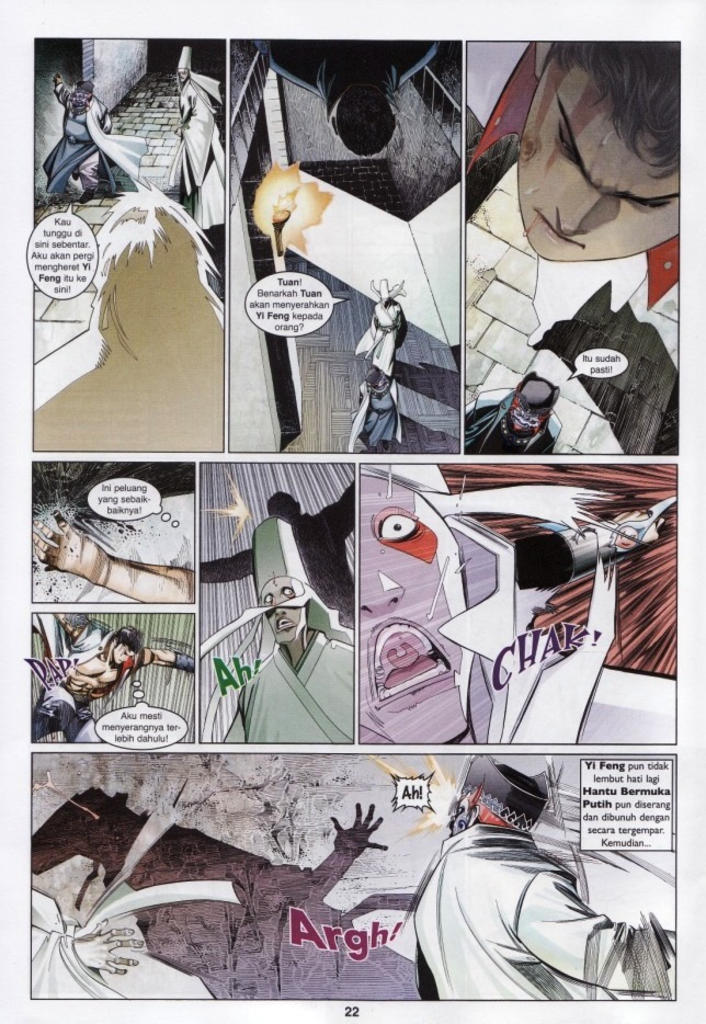 Kau
tunggu di
sini sebentar.
Aku akan pergi
mengheret Yi
Feng itu ke
sini!
Tuan!
Benarkah Tuan
akan menyerahkan
Yi Feng kepada
orang?
Itu sudah
pasti!
Ini peluang
yang sebaik-
baiknya!
PAP!
Aku mesti
menyerangnya ter-
lebih dahulu!
Ah!
CHAK!
Yi Feng pun tidak
lembut hati lagi
Hantu Bermuka
Putih pun diserang
dan dibunuh dengan
secara tergempar.
Kemudian...
Ah!
Argh!
22